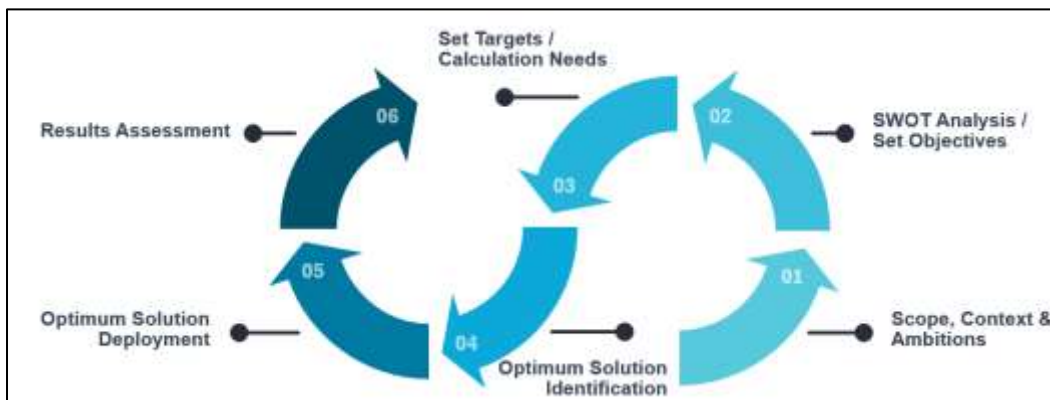 Set Targets /
Calculation Needs
06
02
Results Assessment
SWOT Analysis /
Set Objectives
03
05
01
Optimum Solution
Deployment
04
Optimum Solution
Identification
Scope, Context &
Ambitions